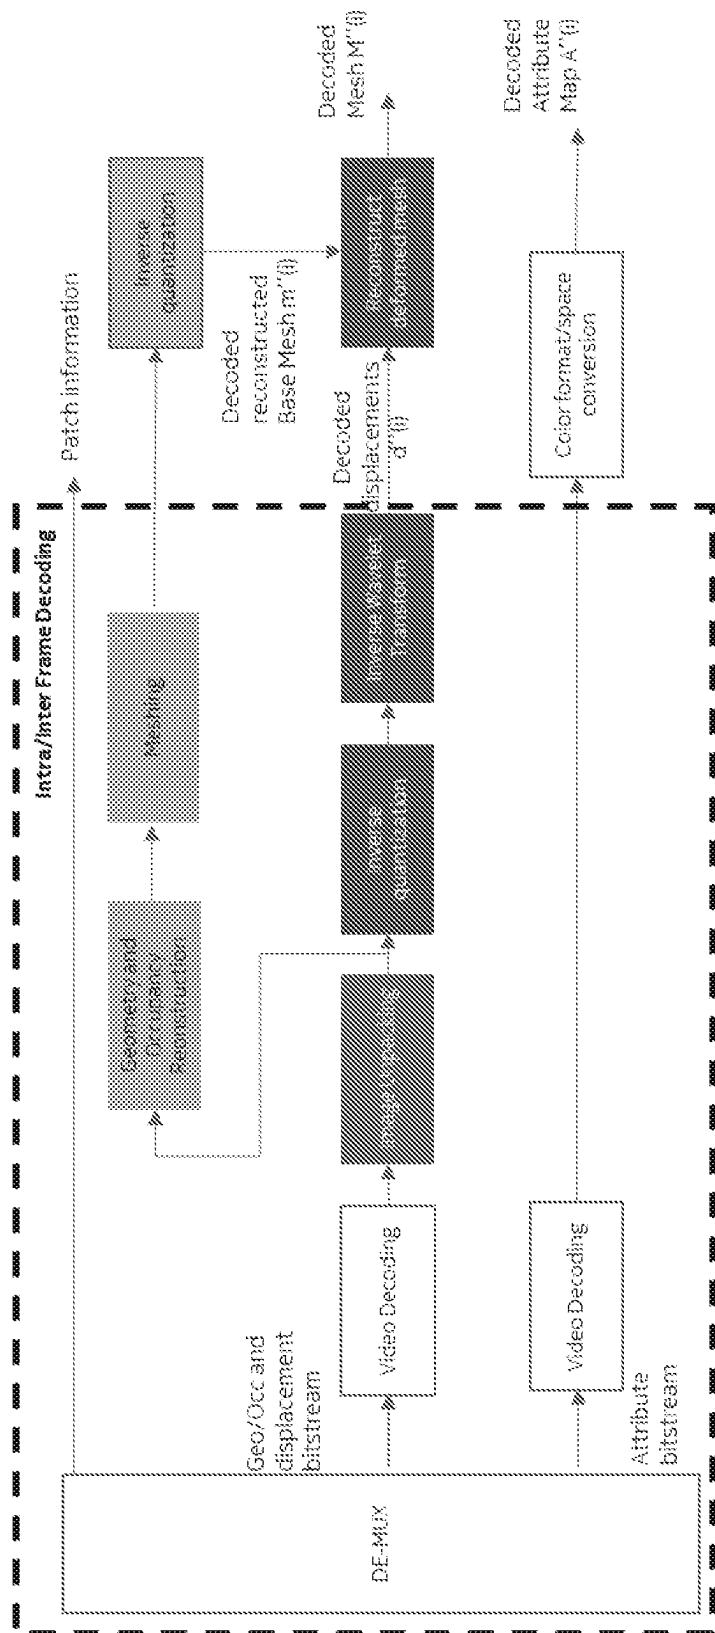 Intra/Inter Frame Decoding
DE-MUX
Patch information
Geo/Occ and
displacement
bitstream
Attribute
bitstream
Video Decoding
Video Decoding
Image Unpacking
Geometry and
Occupancy
Reconstruction
Meshing
Inverse
quantization
Inverse
quantization
Inverse Wavelet
Transform
Decoded
displacements
d''(i)
Decoded
reconstructed
Base Mesh m''(i)
Reconstruct
deformed mesh
Decoded
Mesh M''(i)
Color format/space
conversion
Decoded
Attribute
Map A''(i)